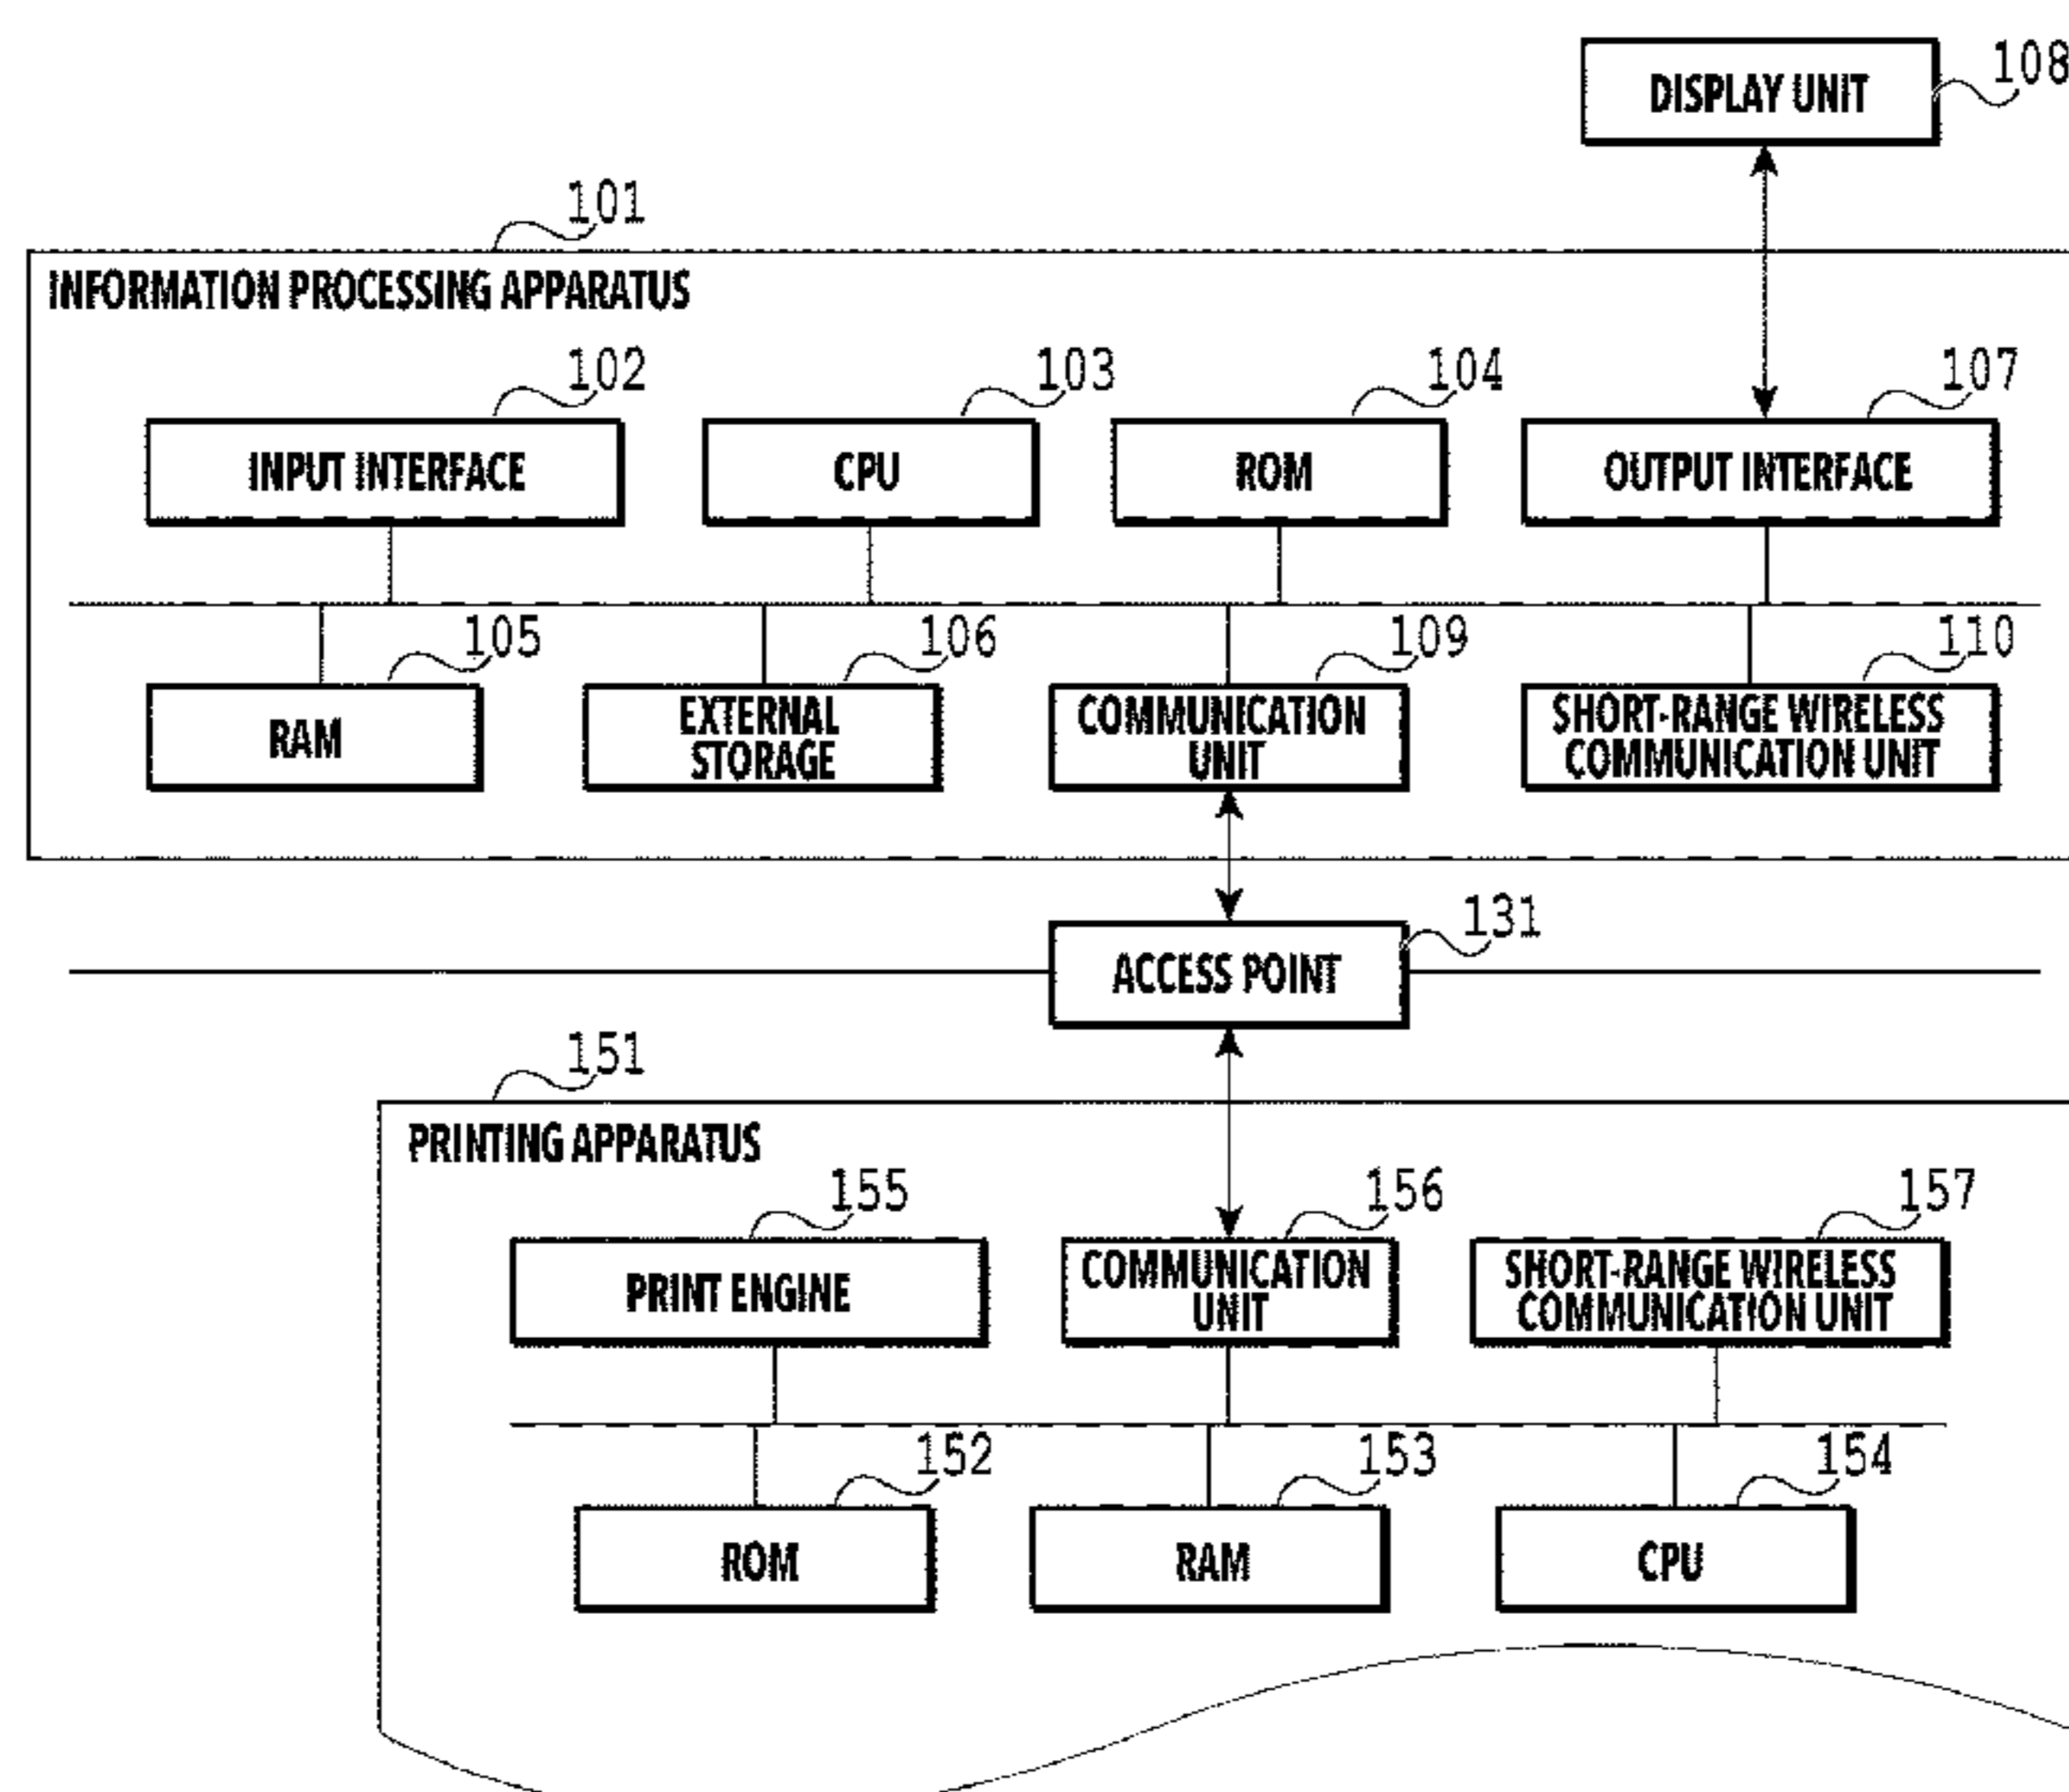 108
DISPLAY UNIT
101
INFORMATION PROCESSING APPARATUS
102
103
104
107
INPUT INTERFACE
CPU
ROM
OUTPUT INTERFACE
105
106
109
110
RAM
EXTERNAL
STORAGE
COMMUNICATION
UNIT
SHORT-RANGE WIRELESS
COMMUNICATION UNIT
131
ACCESS POINT
151
PRINTING APPARATUS
155
156
157
PRINT ENGINE
COMMUNICATION
UNIT
SHORT-RANGE WIRELESS
COMMUNICATION UNIT
152
153
154
ROM
RAM
CPU